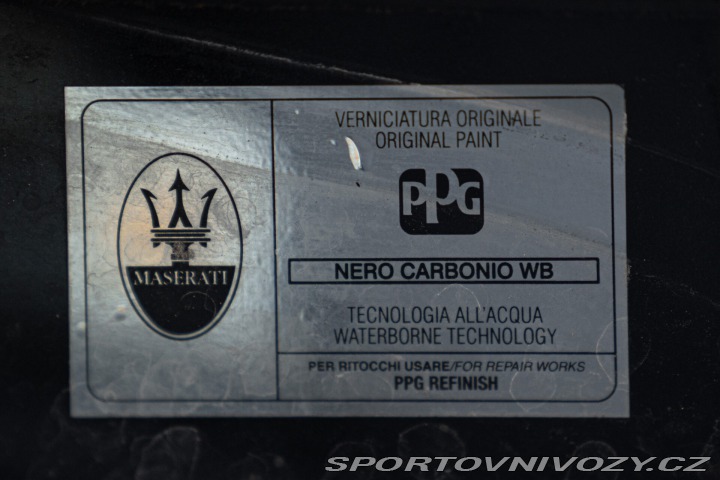 VERNICIATURA ORIGINALE
ORIGINAL PAINT
PPG
MASERATI
NERO CARBONIO WB
TECNOLOGIA ALL'ACQUA
WATERBORNE TECHNOLOGY
PER RITOCCHI USARE/FOR REPAIR WORKS
PPG REFINISH
SPORTOVNIVOZY.CZ